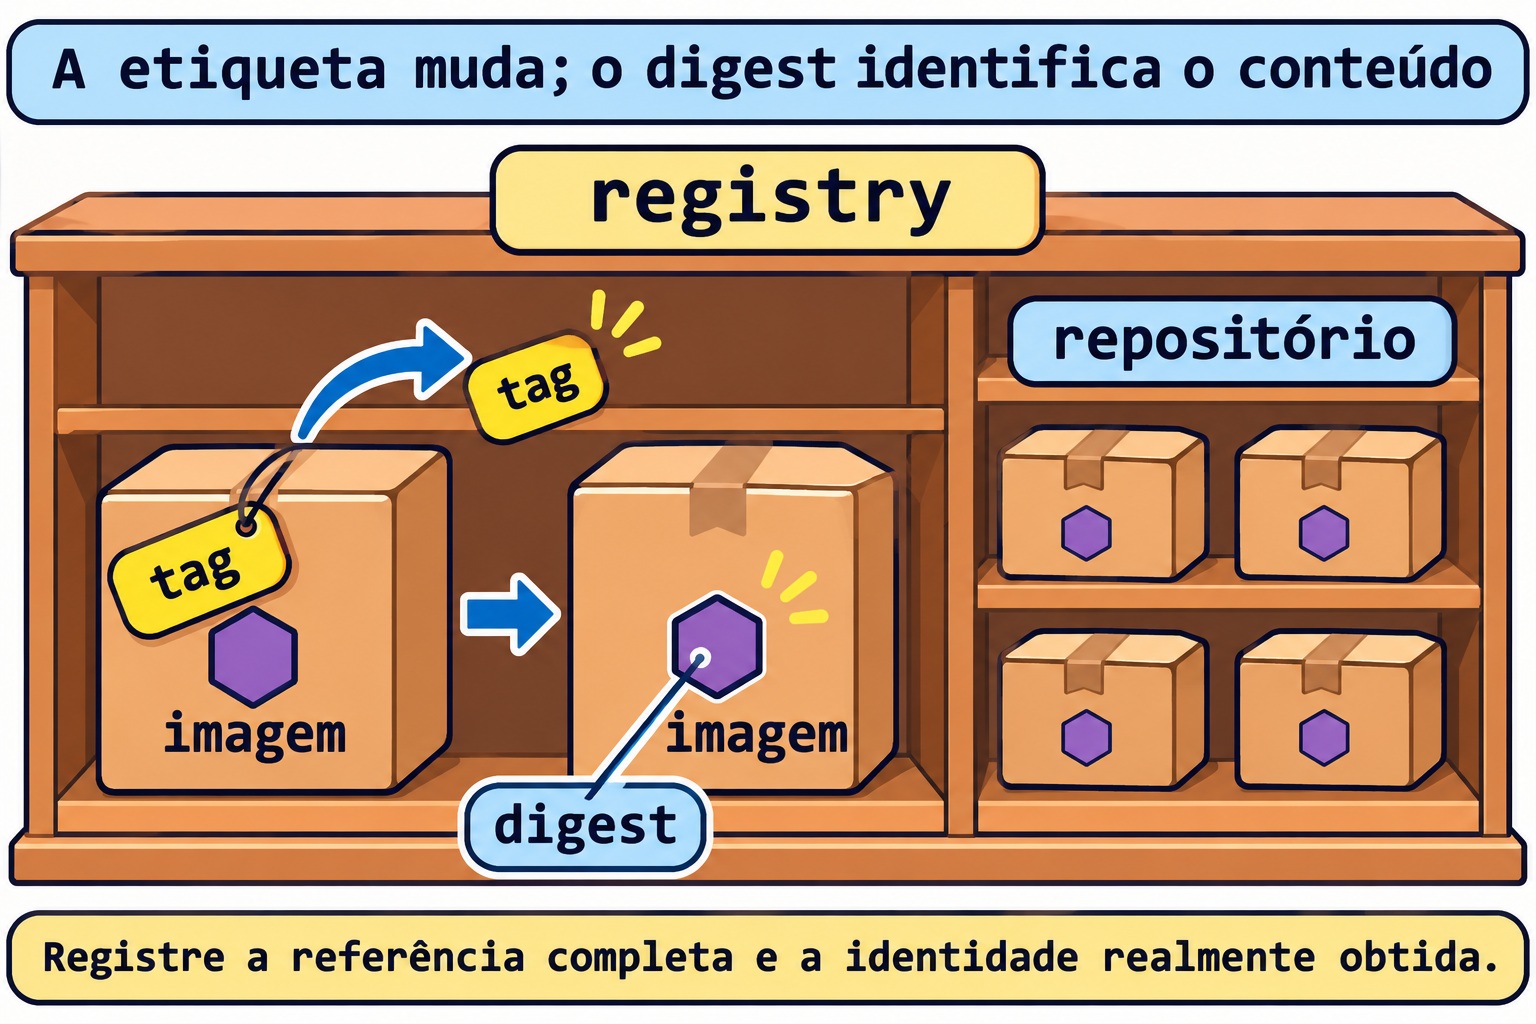 A etiqueta muda; o digest identifica o conteúdo
registry
repositório
tag
tag
imagem
imagem
digest
Registre a referência completa e a identidade realmente obtida.